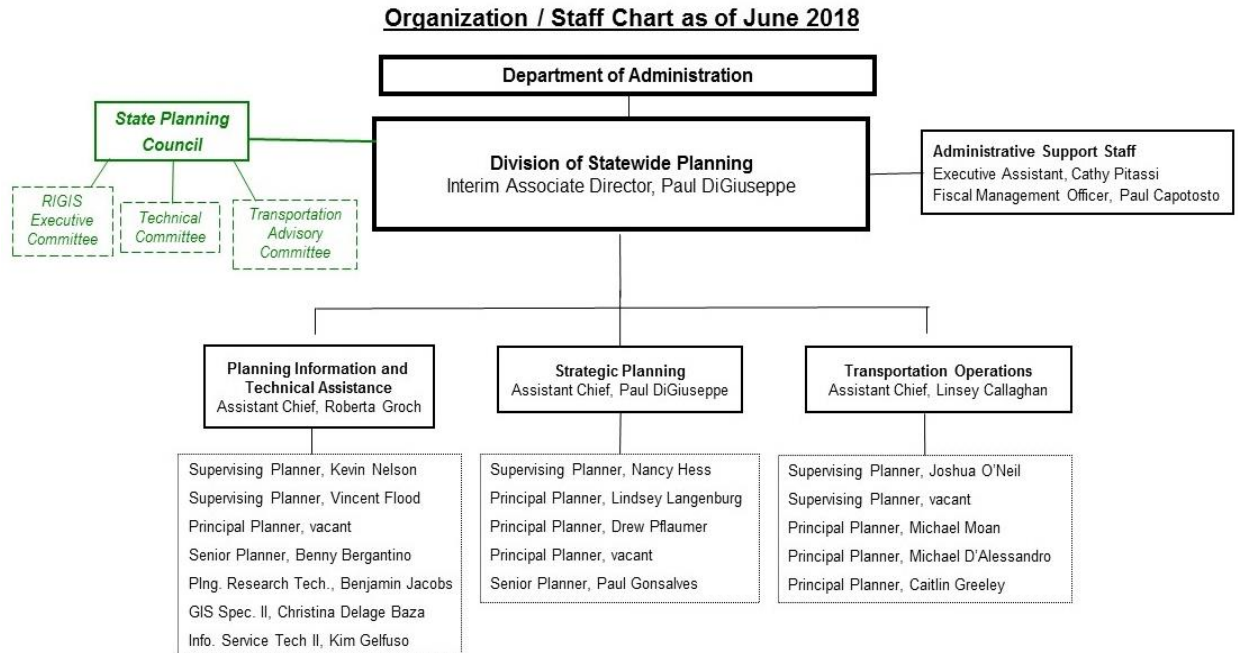 Organization / Staff Chart as of June 2018
Department of Administration
State Planning
Council
RIGIS
Executive
Committee
Technical
Committee
Transportation
Advisory
Committee
Division of Statewide Planning
Interim Associate Director, Paul DiGiuseppe
Administrative Support Staff
Executive Assistant, Cathy Pitassi
Fiscal Management Officer, Paul Capotosto
Planning Information and
Technical Assistance
Assistant Chief, Roberta Groch
Supervising Planner, Kevin Nelson
Supervising Planner, Vincent Flood
Principal Planner, vacant
Senior Planner, Benny Bergantino
Plng. Research Tech., Benjamin Jacobs
GIS Spec. II, Christina Delage Baza
Info. Service Tech II, Kim Gelfuso
Strategic Planning
Assistant Chief, Paul DiGiuseppe
Supervising Planner, Nancy Hess
Principal Planner, Lindsey Langenburg
Principal Planner, Drew Pflaumer
Principal Planner, vacant
Senior Planner, Paul Gonsalves
Transportation Operations
Assistant Chief, Linsey Callaghan
Supervising Planner, Joshua O’Neil
Supervising Planner, vacant
Principal Planner, Michael Moan
Principal Planner, Michael D’Alessandro
Principal Planner, Caitlin Greeley